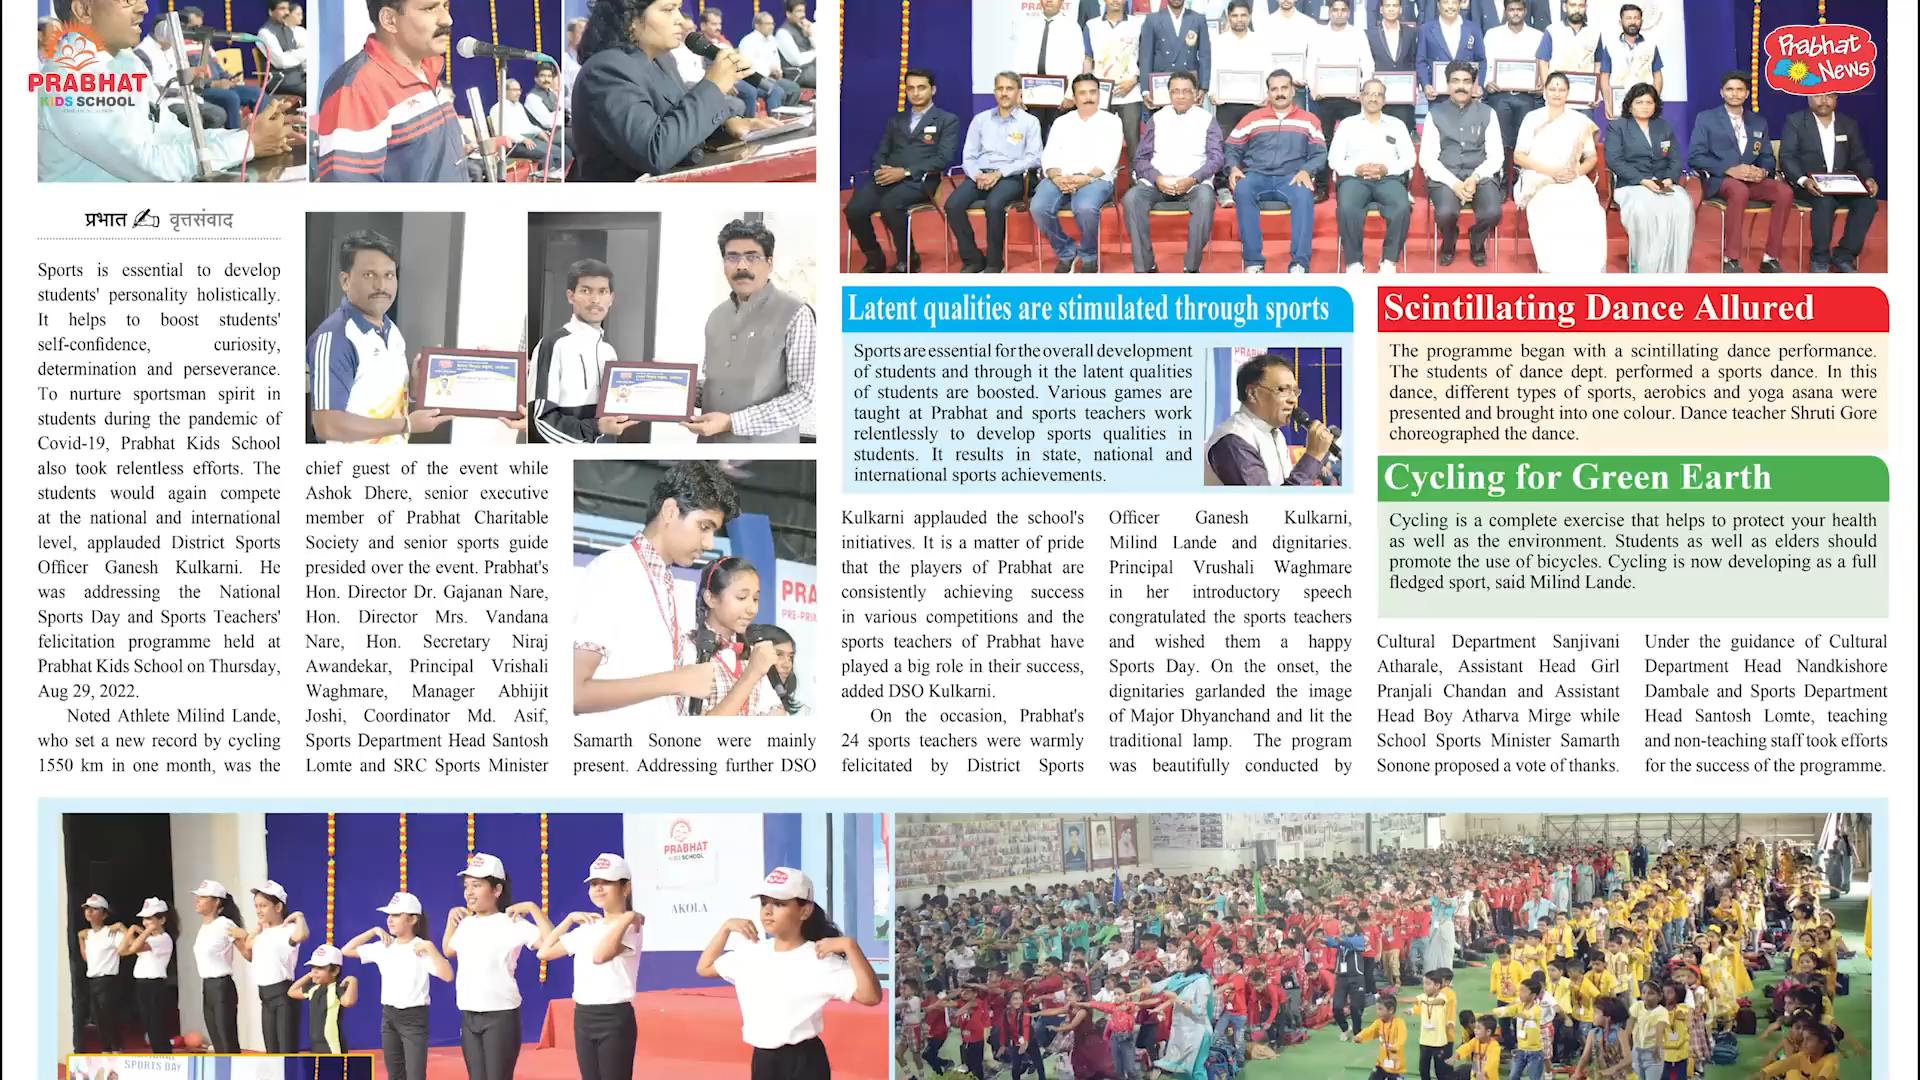 PRABHAT
KIDS SCHOOL
Prabhat
News
प्रभात वृत्तसंवाद
Sports is essential to develop
students' personality holistically.
It helps to boost students'
self-confidence, curiosity,
determination and perseverance.
To nurture sportsman spirit in
students during the pandemic of
Covid-19, Prabhat Kids School
also took relentless efforts. The
students would again compete
at the national and international
level, applauded District Sports
Officer Ganesh Kulkarni. He
was addressing the National
Sports Day and Sports Teachers'
felicitation programme held at
Prabhat Kids School on Thursday,
Aug 29, 2022.
Noted Athlete Milind Lande,
who set a new record by cycling
1550 km in one month, was the
chief guest of the event while
Ashok Dhere, senior executive
member of Prabhat Charitable
Society and senior sports guide
presided over the event. Prabhat's
Hon. Director Dr. Gajanan Nare,
Hon. Director Mrs. Vandana
Nare, Hon. Secretary Niraj
Awandekar, Principal Vrishali
Waghmare, Manager Abhijit
Joshi, Coordinator Md. Asif,
Sports Department Head Santosh
Lomte and SRC Sports Minister
PRA
PRE-PRI
Samarth Sonone were mainly
present. Addressing further DSO
Latent qualities are stimulated through sports
Sports are essential for the overall development
of students and through it the latent qualities
of students are boosted. Various games are
taught at Prabhat and sports teachers work
relentlessly to develop sports qualities in
students. It results in state, national and
international sports achievements.
Kulkarni applauded the school's
initiatives. It is a matter of pride
that the players of Prabhat are
consistently achieving success
in various competitions and the
sports teachers of Prabhat have
played a big role in their success,
added DSO Kulkarni.
On the occasion, Prabhat's
24 sports teachers were warmly
felicitated by District Sports
Officer Ganesh Kulkarni,
Milind Lande and dignitaries.
Principal Vrushali Waghmare
in her introductory speech
congratulated the sports teachers
and wished them a happy
Sports Day. On the onset, the
dignitaries garlanded the image
of Major Dhyanchand and lit the
traditional lamp. The program
was beautifully conducted by
Scintillating Dance Allured
The programme began with a scintillating dance performance.
The students of dance dept. performed a sports dance. In this
dance, different types of sports, aerobics and yoga asana were
presented and brought into one colour. Dance teacher Shruti Gore
choreographed the dance.
Cycling for Green Earth
Cycling is a complete exercise that helps to protect your health
as well as the environment. Students as well as elders should
promote the use of bicycles. Cycling is now developing as a full
fledged sport, said Milind Lande.
Cultural Department Sanjivani
Atharale, Assistant Head Girl
Pranjali Chandan and Assistant
Head Boy Atharva Mirge while
School Sports Minister Samarth
Sonone proposed a vote of thanks.
Under the guidance of Cultural
Department Head Nandkishore
Dambale and Sports Department
Head Santosh Lomte, teaching
and non-teaching staff took efforts
for the success of the programme.
PRABHAT
KIDS SCHOOL
AKOLA
SPORTS DAY